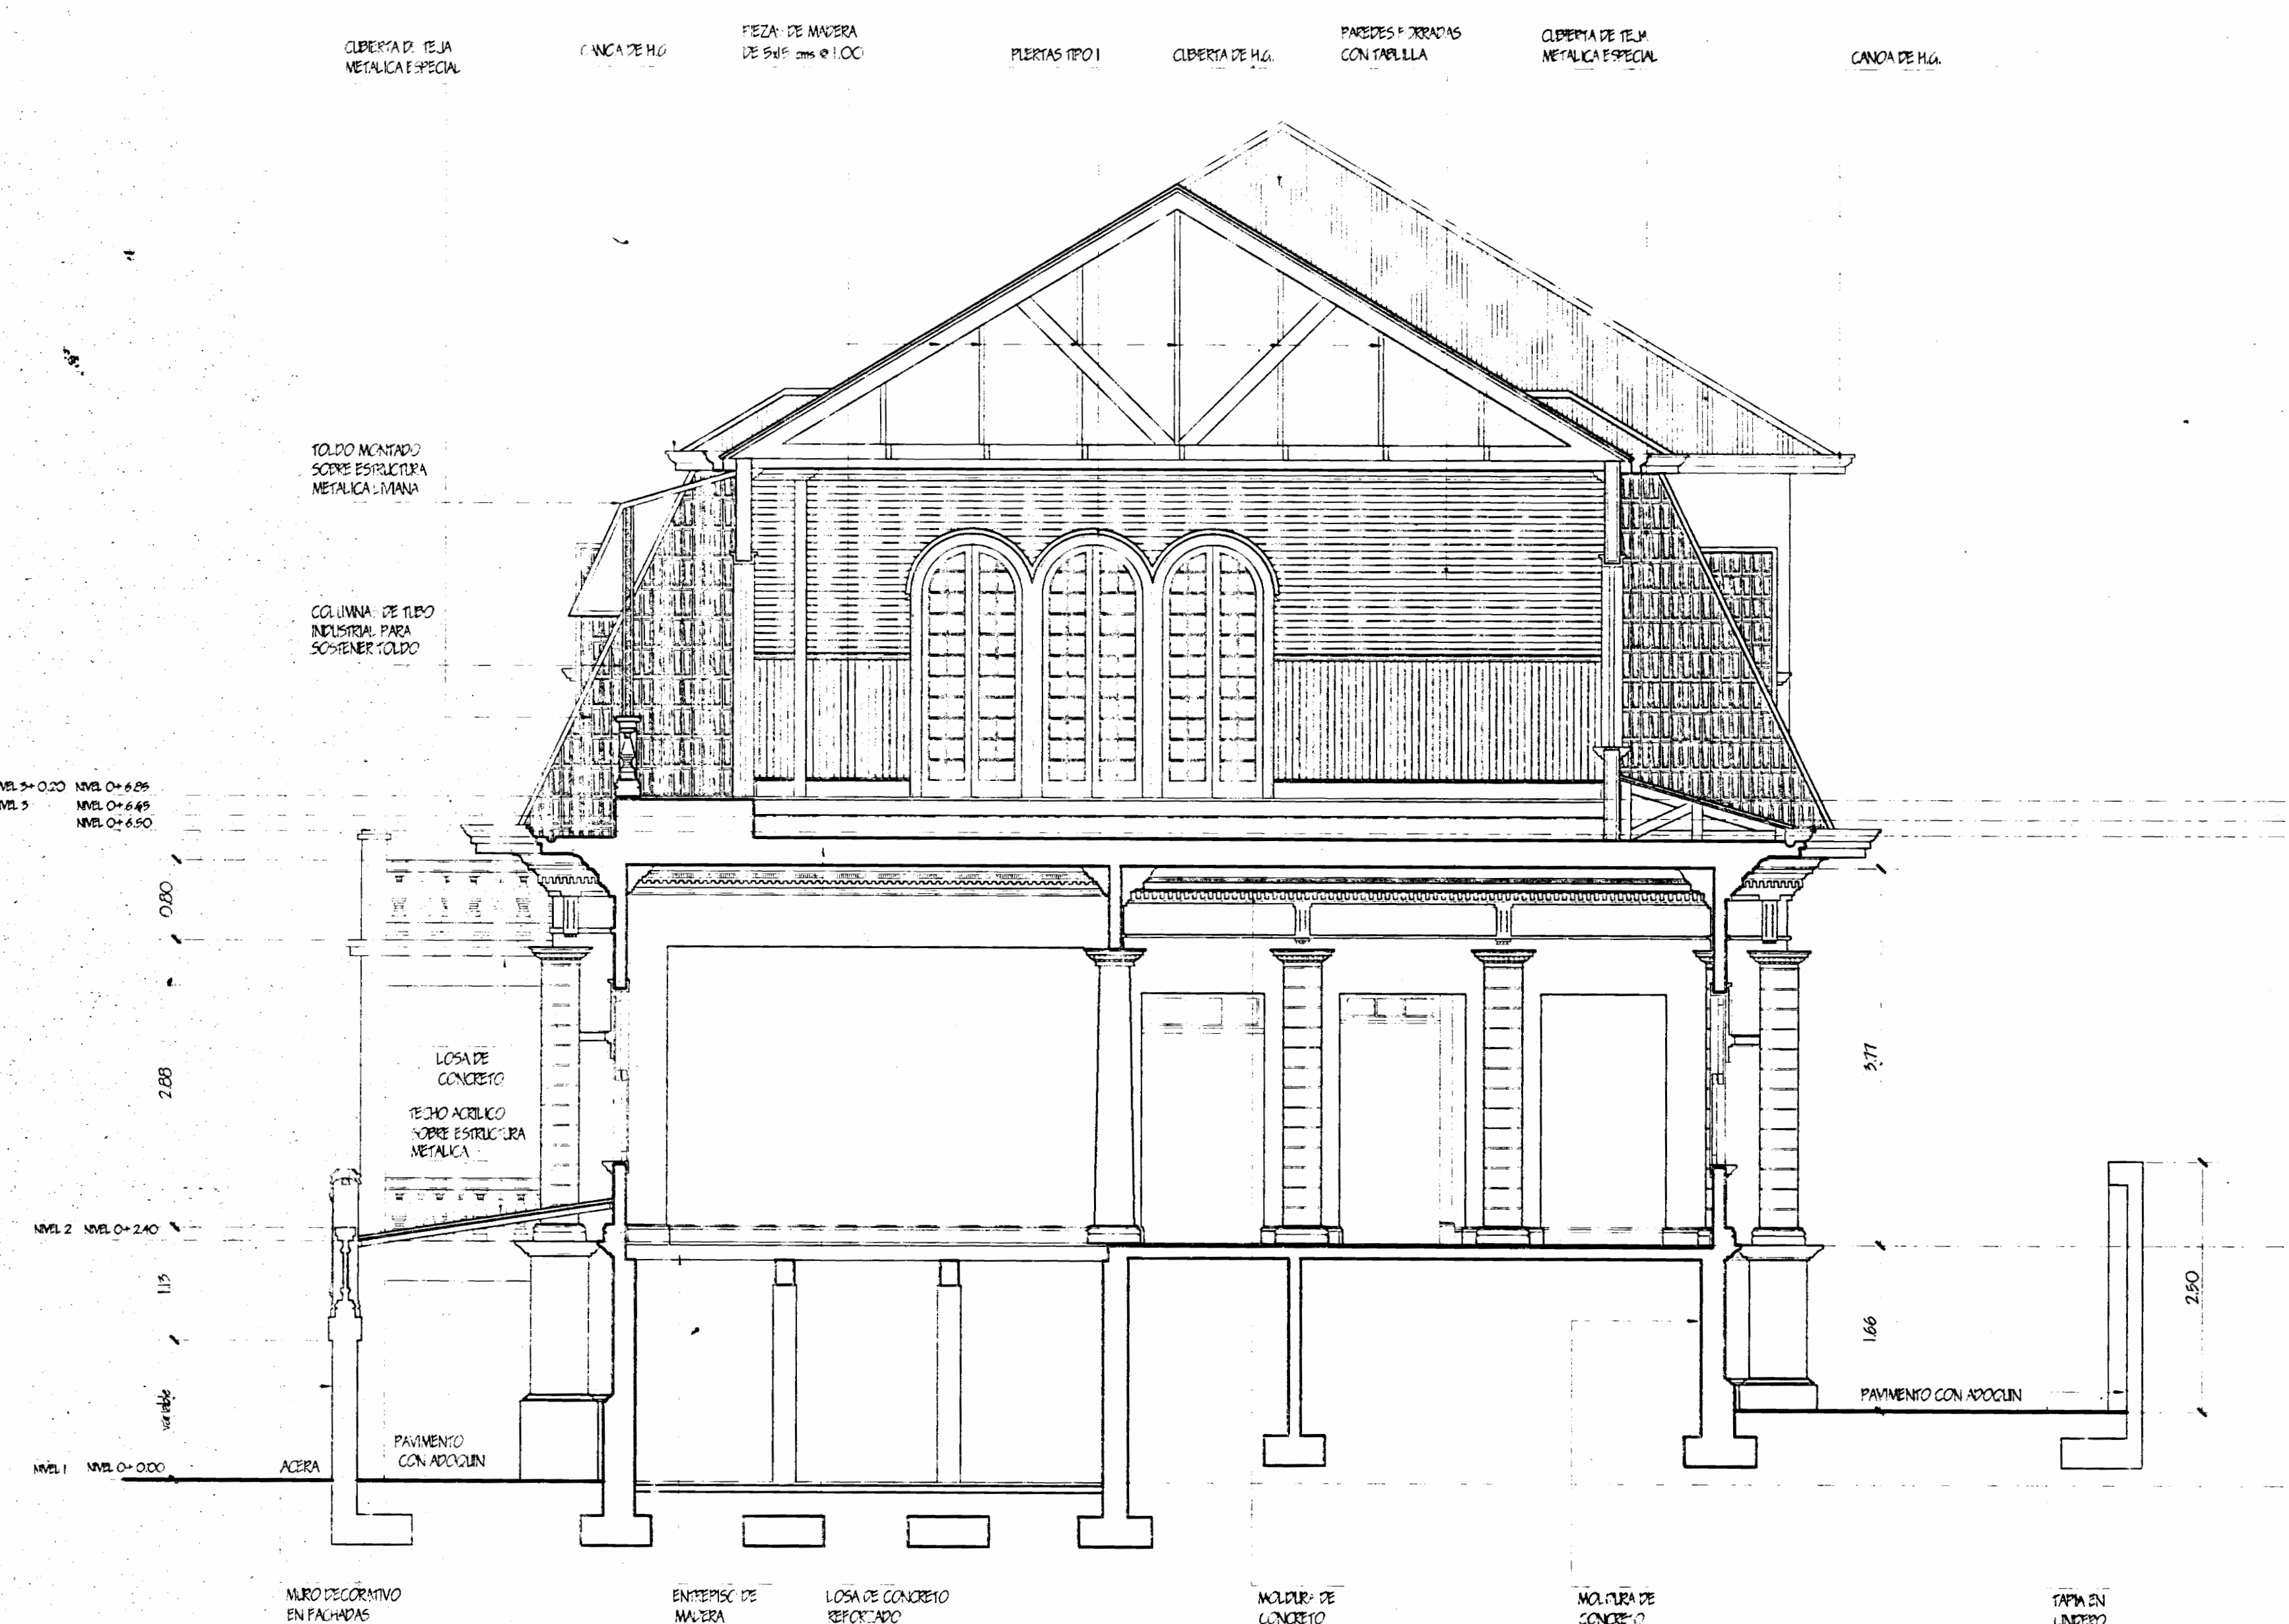 CUBIERTA DE TEJA
METALICA ESPECIAL
CANOA DE H.G.
PIEZAS DE MADERA
DE 5x15 cms @ 1.00
PUERTAS TIPO 1
CUBIERTA DE H.G.
PAREDES FORRADAS
CON TABLILLA
CUBIERTA DE TEJA
METALICA ESPECIAL
CANOA DE H.G.
TOLDO MONTADO
SOBRE ESTRUCTURA
METALICA LIVIANA
COLUMNA DE TUBO
INDUSTRIAL PARA
SOSTENER TOLDO
VEL 3+0.20 NIVEL 0+6.85
VEL 3 NIVEL 0+6.65
NIVEL 0+6.50
0.80
2.88
3.77
LOSA DE
CONCRETO
TECHO ACRILICO
SOBRE ESTRUCTURA
METALICA
NIVEL 2 NIVEL 0+2.40
1.13
1.66
2.50
variable
PAVIMENTO CON ADOQUIN
PAVIMENTO
CON ADOQUIN
NIVEL 1 NIVEL 0+0.00
ACERA
MURO DECORATIVO
EN FACHADAS
ENTREPISO DE
MADERA
LOSA DE CONCRETO
REFORZADO
MOLDURA DE
CONCRETO
MOLDURA DE
CONCRETO
TAPIA EN
LINDERO